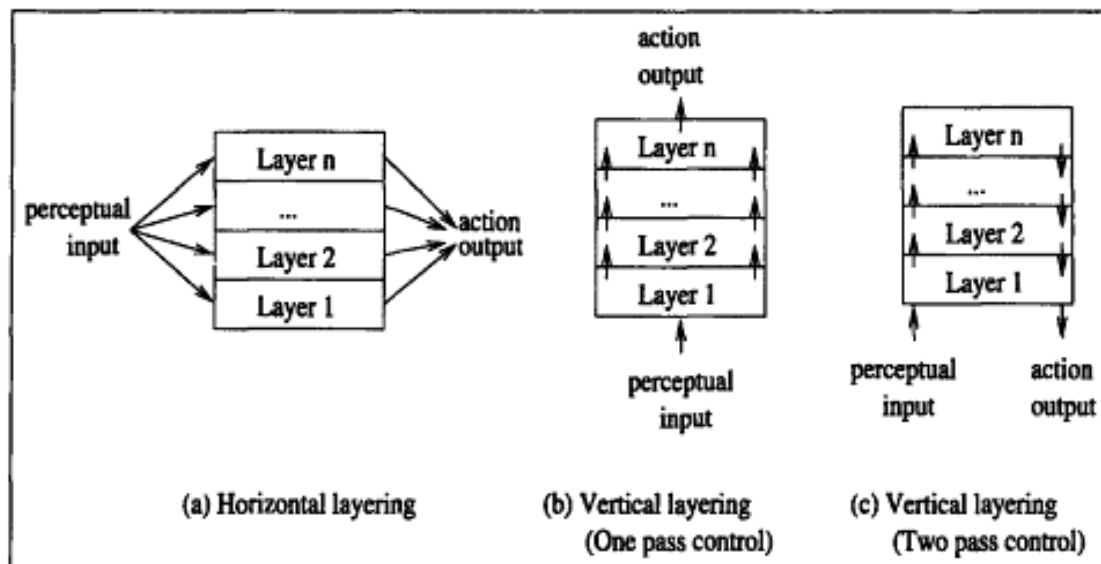 perceptual
input
Layer n
...
Layer 2
Layer 1
action
output
(a) Horizontal layering
action
output
Layer n
...
Layer 2
Layer 1
perceptual
input
(b) Vertical layering
(One pass control)
Layer n
...
Layer 2
Layer 1
perceptual
input
action
output
(c) Vertical layering
(Two pass control)